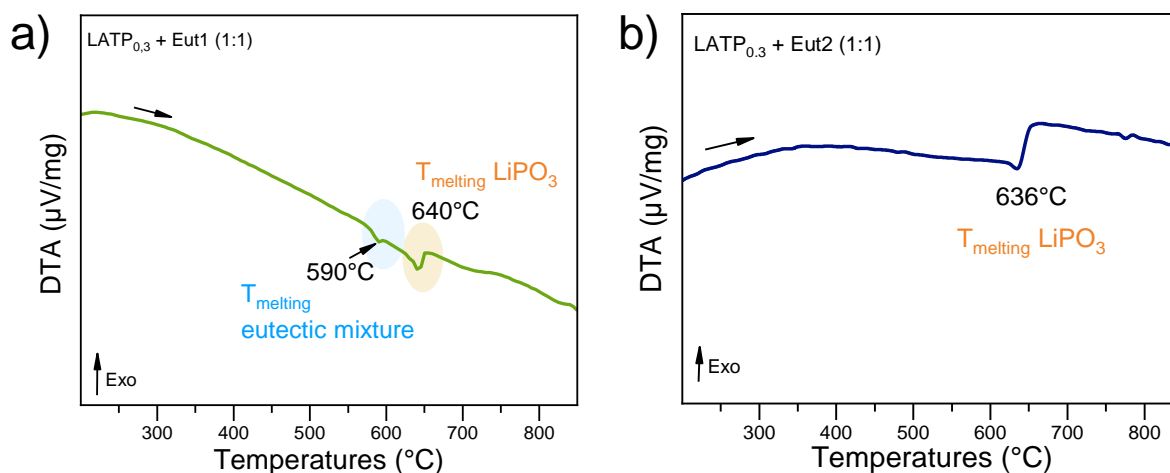 a)
LATP0,3 + Eut1 (1:1)
DTA (µV/mg)
Tmelting LiPO3
640°C
590°C
Tmelting
eutectic mixture
Exo
300 400 500 600 700 800
Temperatures (°C)
b)
LATP0.3 + Eut2 (1:1)
DTA (µV/mg)
636°C
Tmelting LiPO3
Exo
300 400 500 600 700 800
Temperatures (°C)